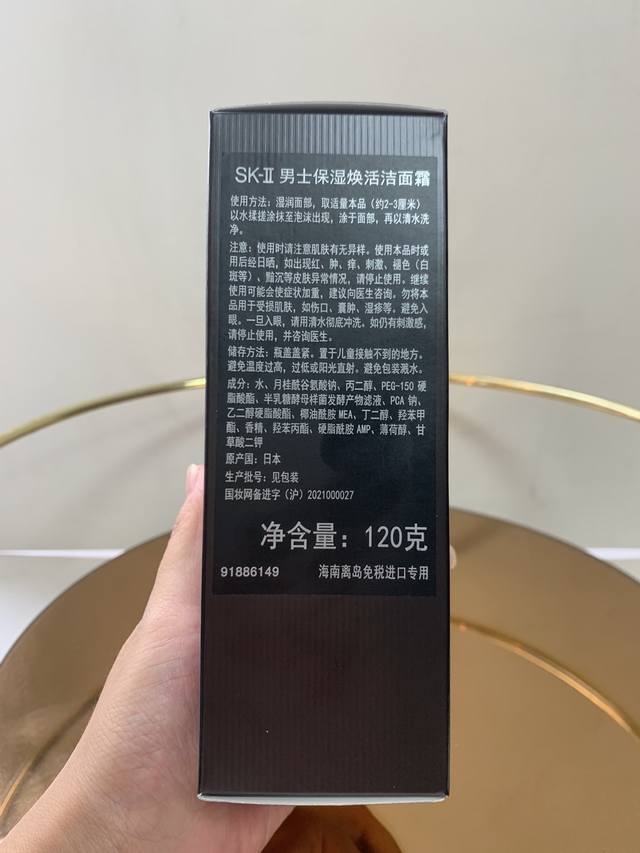 SK-II 男士保湿焕活洁面霜
使用方法：湿润面部，取适量本品（约2-3厘米）
以水揉搓涂抹至泡沫出现，涂于面部，再以清水洗
净。
注意：使用时请注意肌肤有无异样。使用本品时或
用后经日晒，如出现红、肿、痒、刺激、褪色（白
斑等）、黯沉等皮肤异常情况，请停止使用。继续
使用可能会使症状加重，建议向医生咨询。勿将本
品用于受损肌肤，如伤口、囊肿、湿疹等。避免入
眼。一旦入眼，请用清水彻底冲洗。如仍有刺激感，
请停止使用，并咨询医生。
储存方法：瓶盖盖紧。置于儿童接触不到的地方。
避免温度过高，过低或阳光直射。避免包装溅水。
成分：水、月桂酰谷氨酸钠、丙二醇、PEG-150 硬
脂酸酯、半乳糖酵母样菌发酵产物滤液、PCA 钠、
乙二醇硬脂酸酯、椰油酰胺 MEA、丁二醇、羟苯甲
酯、香精、羟苯丙酯、硬脂酰胺 AMP、薄荷醇、甘
草酸二钾
原产国：日本
生产批号：见包装
国妆网备进字（沪）2021000027
净含量：120克
91886149 海南离岛免税进口专用